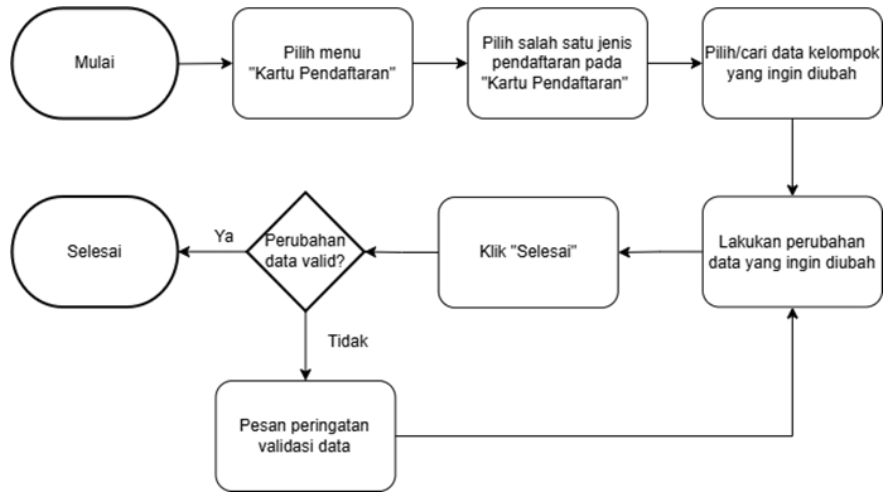 Mulai
Pilih menu
"Kartu Pendaftaran"
Pilih salah satu jenis
pendaftaran pada
"Kartu Pendaftaran"
Pilih/cari data kelompok
yang ingin diubah
Lakukan perubahan
data yang ingin diubah
Klik "Selesai"
Perubahan
data valid?
Ya
Selesai
Tidak
Pesan peringatan
validasi data